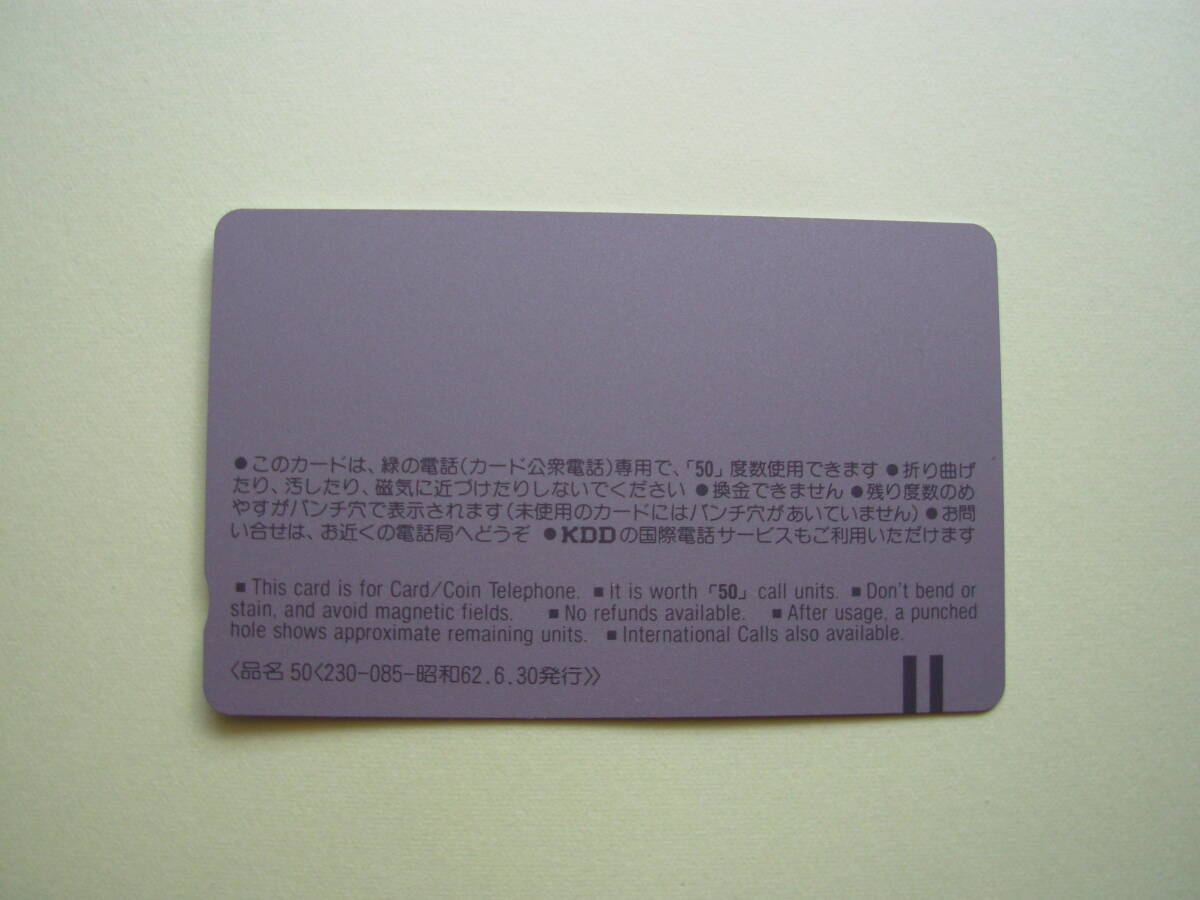 ●このカードは、緑の電話(カード公衆電話)専用で、「50」度数使用できます ●折り曲げ
たり、汚したり、磁気に近づけたりしないでください ●換金できません ●残り度数のめ
やすがパンチ穴で表示されます(未使用のカードにはパンチ穴があいていません) ●お問
い合せは、お近くの電話局へどうぞ ●KDDの国際電話サービスもご利用いただけます
■ This card is for Card/Coin Telephone. ■ it is worth 「50」 call units. ■ Don't bend or
stain, and avoid magnetic fields. ■ No refunds available. ■ After usage, a punched
hole shows approximate remaining units. ■ International Calls also available.
〈品名 50〈230-085-昭和62.6.30発行〉〉